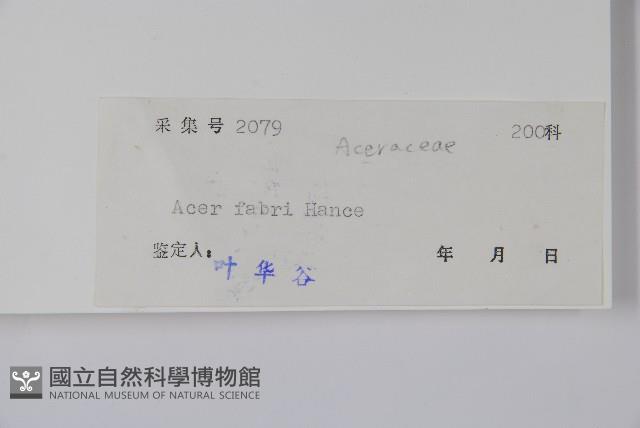 采集号 2079 200科
Aceraceae
Acer fabri Hance
鉴定人: 叶华谷 年 月 日
國立自然科學博物館
NATIONAL MUSEUM OF NATURAL SCIENCE